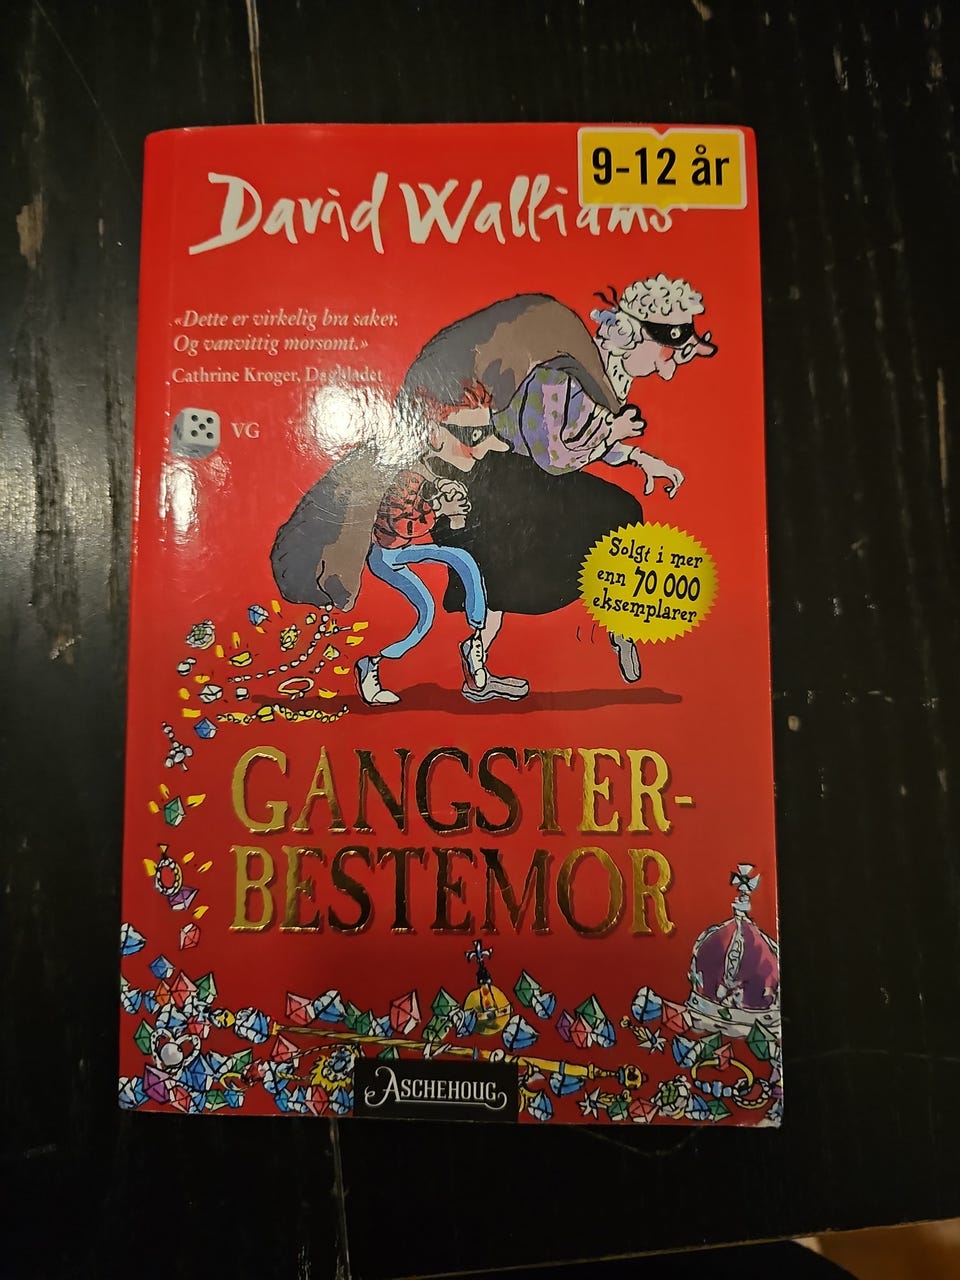 9-12 år
David Walliams
«Dette er virkelig bra saker.
Og vanvittig morsomt.»
Cathrine Krøger, Dagbladet
VG
Solgt i mer
enn 70 000
eksemplarer
GANGSTER-
BESTEMOR
ASCHEHOUG